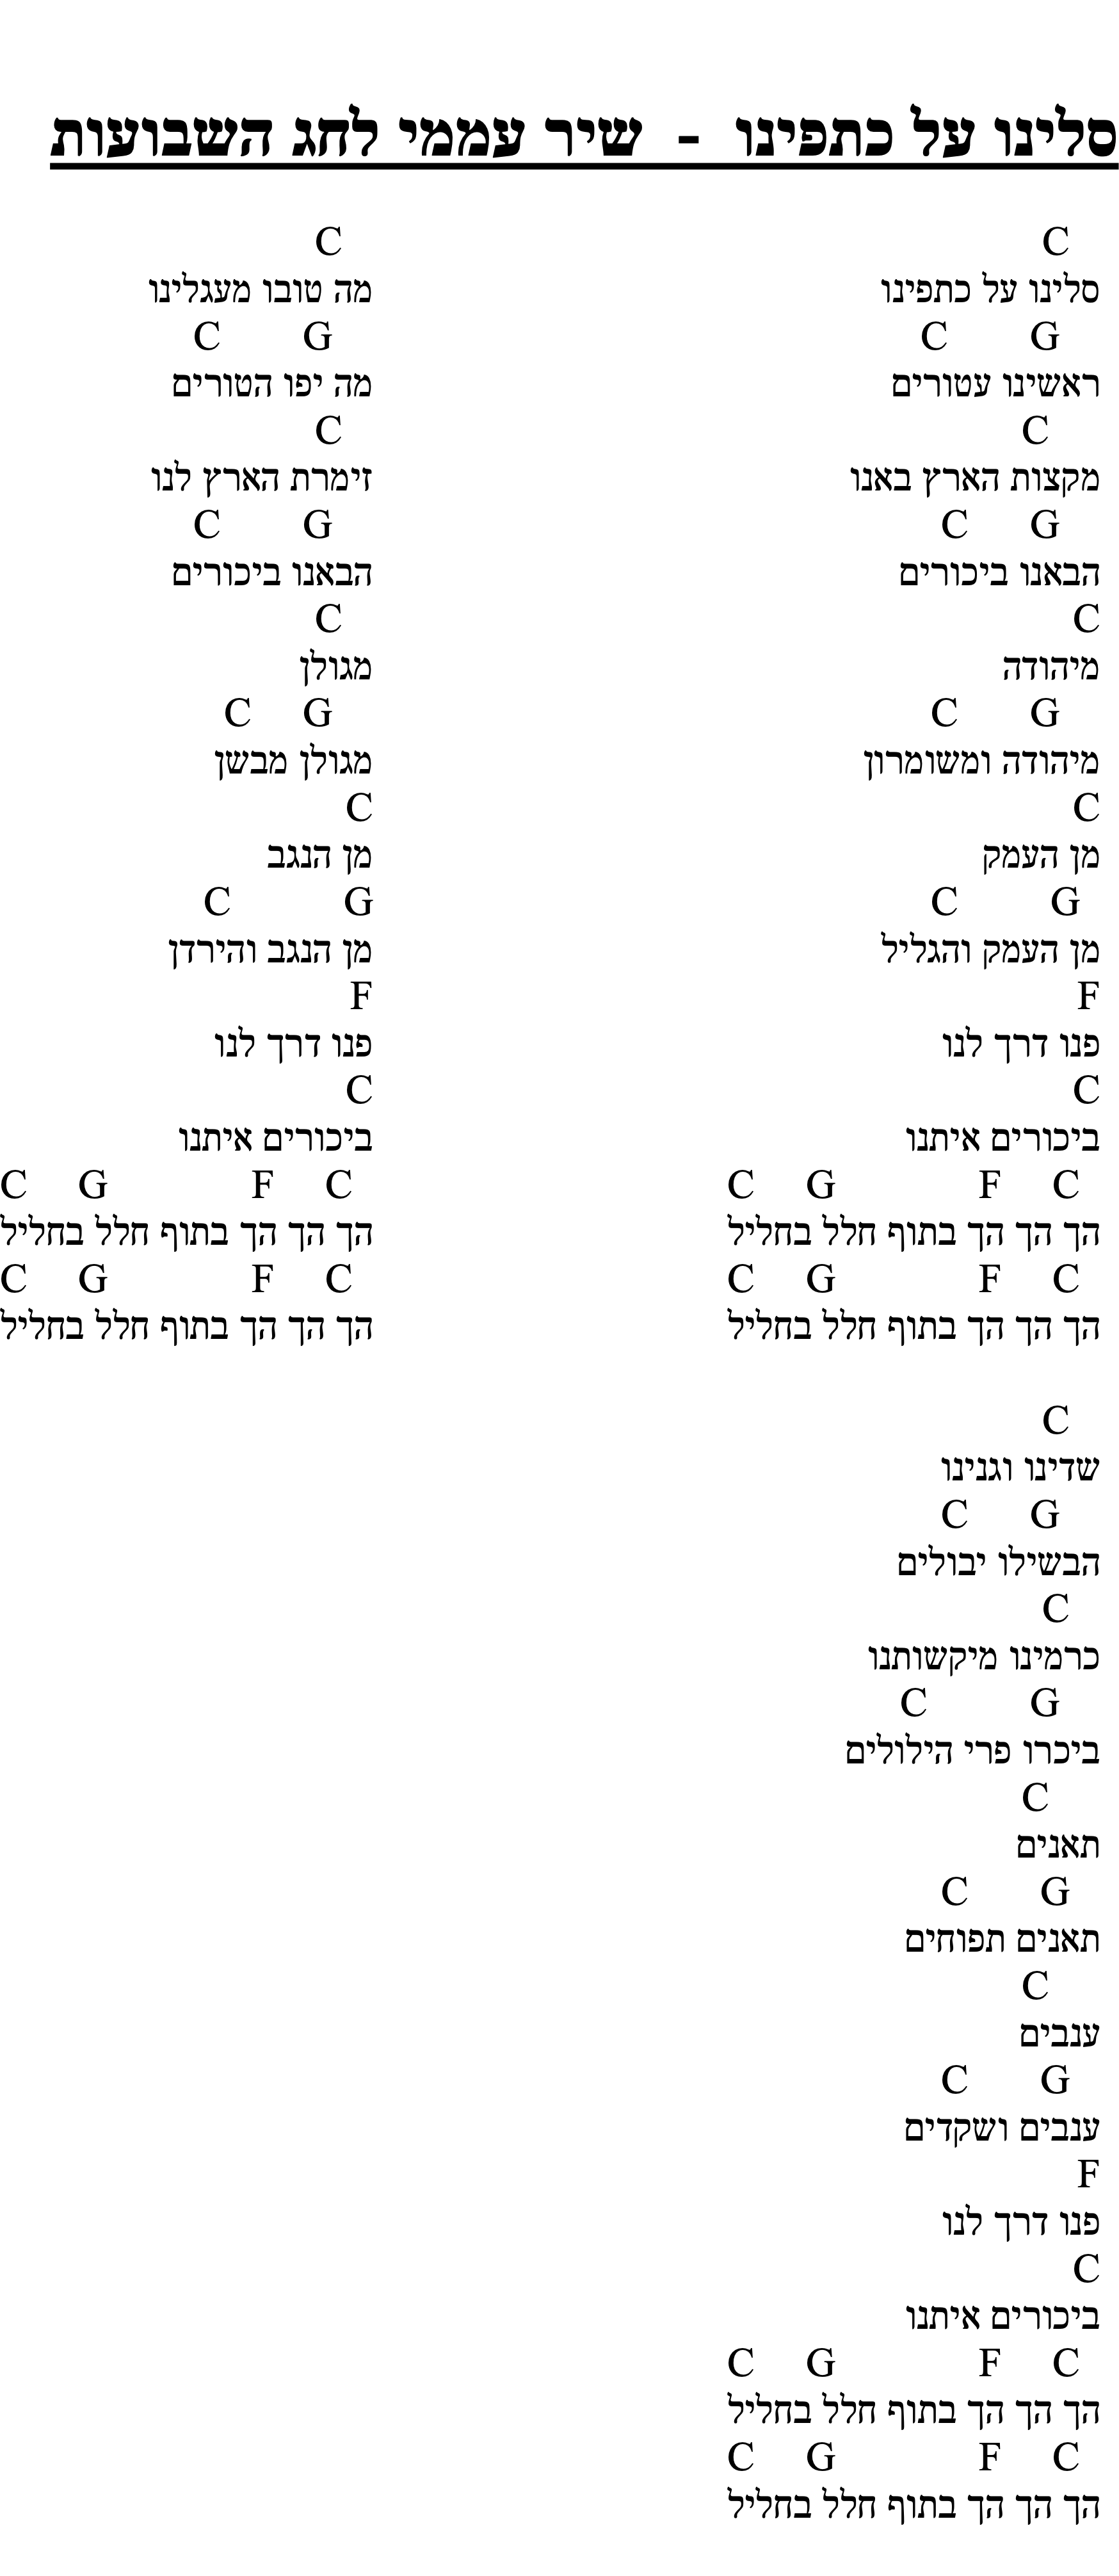 סלינו על כתפינו - שיר עממי לחג השבועות
C
סלינו על כתפינו
G C
ראשינו עטורים
C
מקצות הארץ באנו
G C
הבאנו ביכורים
C
מיהודה
G C
מיהודה ומשומרון
C
מן העמק
G C
מן העמק והגליל
F
פנו דרך לנו
C
ביכורים איתנו
C F G C
הך הך הך בתוף חלל בחליל
C F G C
הך הך הך בתוף חלל בחליל
C
שדינו וגנינו
G C
הבשילו יבולים
C
כרמינו מיקשותנו
G C
ביכרו פרי הילולים
C
תאנים
G C
תאנים תפוחים
C
ענבים
G C
ענבים ושקדים
F
פנו דרך לנו
C
ביכורים איתנו
C F G C
הך הך הך בתוף חלל בחליל
C F G C
הך הך הך בתוף חלל בחליל
C
מה טובו מעגלינו
G C
מה יפו הטורים
C
זימרת הארץ לנו
G C
הבאנו ביכורים
C
מגולן
G C
מגולן מבשן
C
מן הנגב
G C
מן הנגב והירדן
F
פנו דרך לנו
C
ביכורים איתנו
C F G C
הך הך הך בתוף חלל בחליל
C F G C
הך הך הך בתוף חלל בחליל